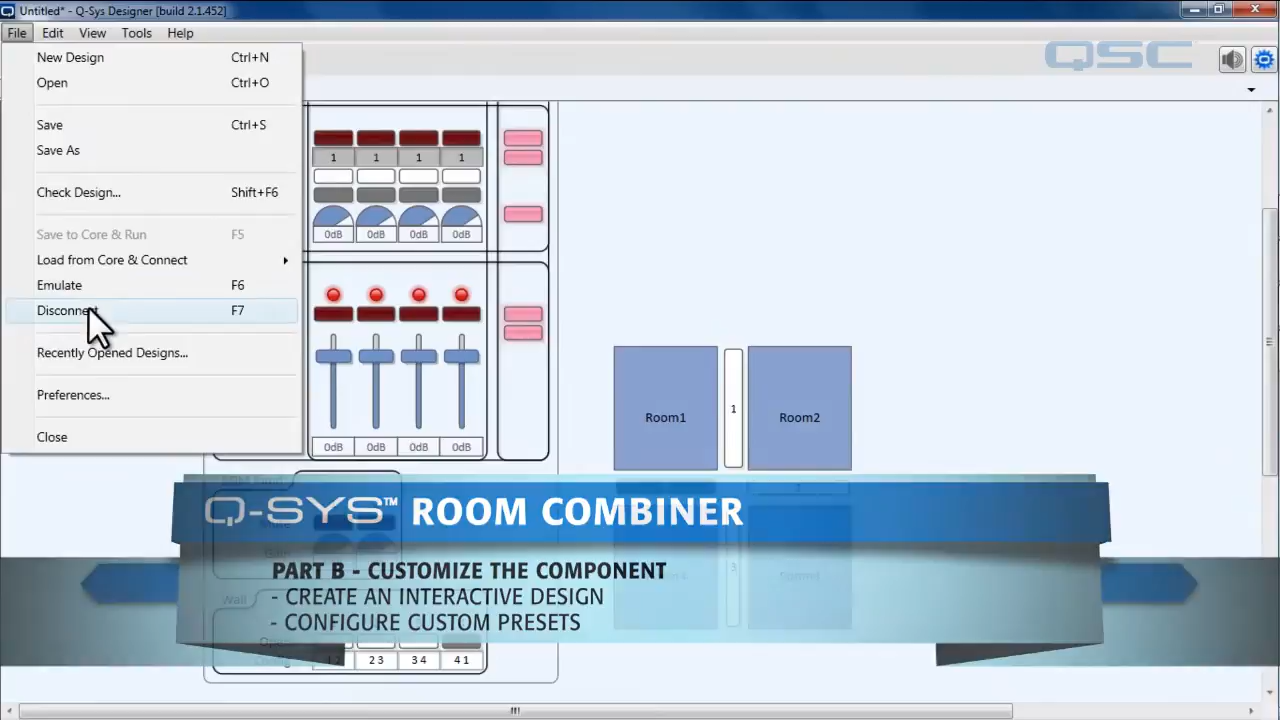 Untitled* - Q-Sys Designer [build 2.1.452]
File Edit View Tools Help
QSC
New Design Ctrl+N
Open Ctrl+O
Save Ctrl+S
Save As
Check Design... Shift+F6
Save to Core & Run F5
Load from Core & Connect
Emulate F6
Disconnect F7
Recently Opened Designs...
Preferences...
Close
1 1 1 1
0dB 0dB 0dB 0dB
0dB 0dB 0dB 0dB
Room1 1 Room2
Q-SYS™ ROOM COMBINER
PART B - CUSTOMIZE THE COMPONENT
- CREATE AN INTERACTIVE DESIGN
- CONFIGURE CUSTOM PRESETS
Wall
3
2 3 3 4 4 1